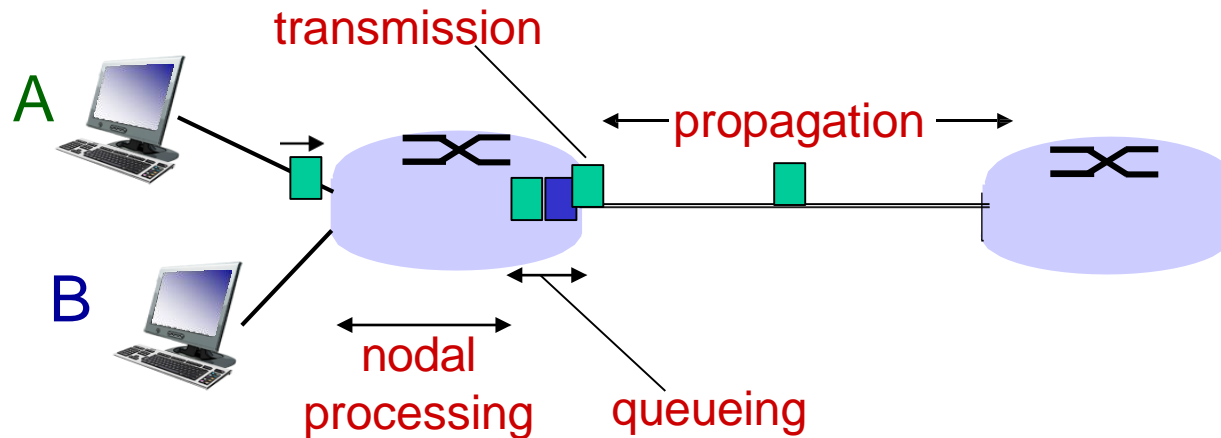 transmission
A
propagation
B
nodal
processing
queueing